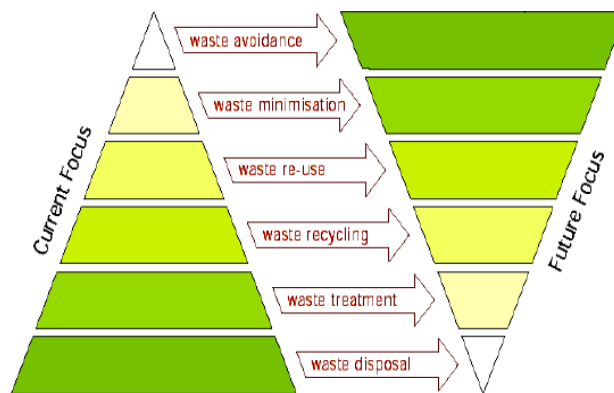 waste avoidance
waste minimisation
waste re-use
waste recycling
waste treatment
waste disposal
Current Focus
Future Focus